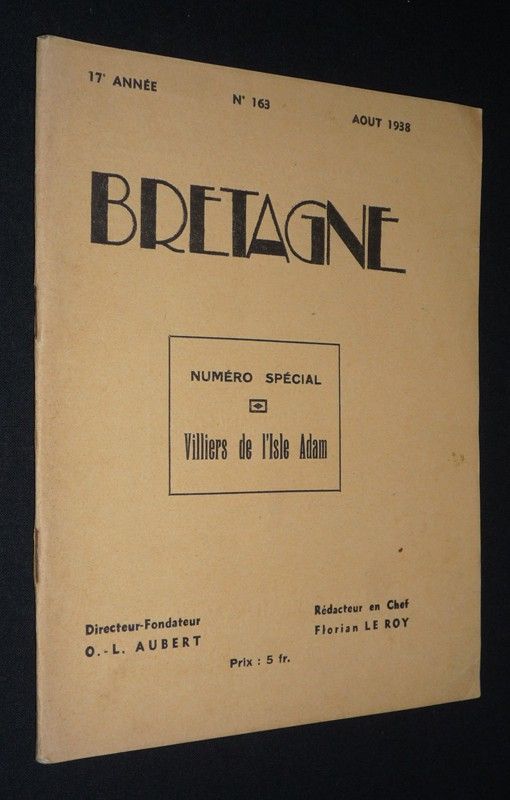 17e ANNÉE
N° 163
AOUT 1938
BRETAGNE
NUMÉRO SPÉCIAL
Villiers de l'Isle Adam
Directeur-Fondateur
O.-L. AUBERT
Rédacteur en Chef
Florian LE ROY
Prix : 5 fr.